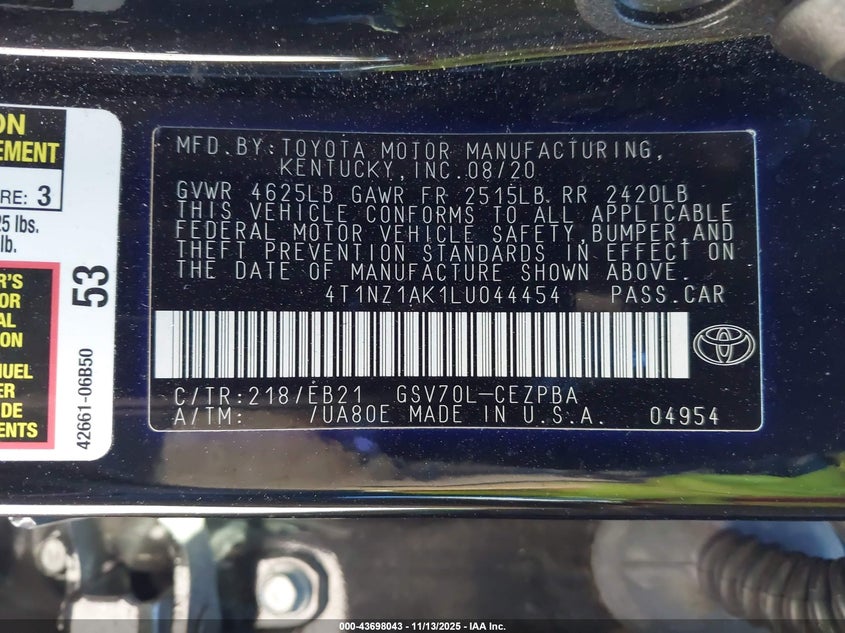 ON
EMENT
RE: 3
25 lbs.
lb.
R'S
OR
AL
ON
UEL
ER
DE
ENTS
53
42661-06B50
MFD.BY:TOYOTA MOTOR MANUFACTURING,
KENTUCKY,INC.08/20
GVWR 4625LB GAWR FR 2515LB RR 2420LB
THIS VEHICLE CONFORMS TO ALL APPLICABLE
FEDERAL MOTOR VEHICLE SAFETY,BUMPER,AND
THEFT PREVENTION STANDARDS IN EFFECT ON
THE DATE OF MANUFACTURE SHOWN ABOVE.
4T1NZ1AK1LU044454 PASS.CAR
C/TR:218/EB21 GSV70L-CEZPBA
A/TM: /UA80E MADE IN U.S.A. 04954
000-43698043 - 11/13/2025 - IAA Inc.